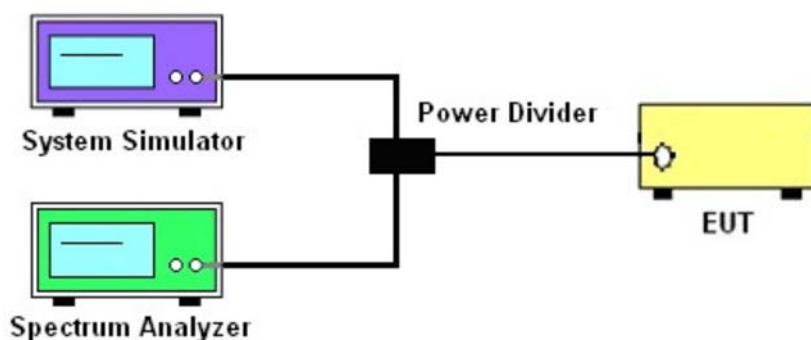 System Simulator
Power Divider
EUT
Spectrum Analyzer